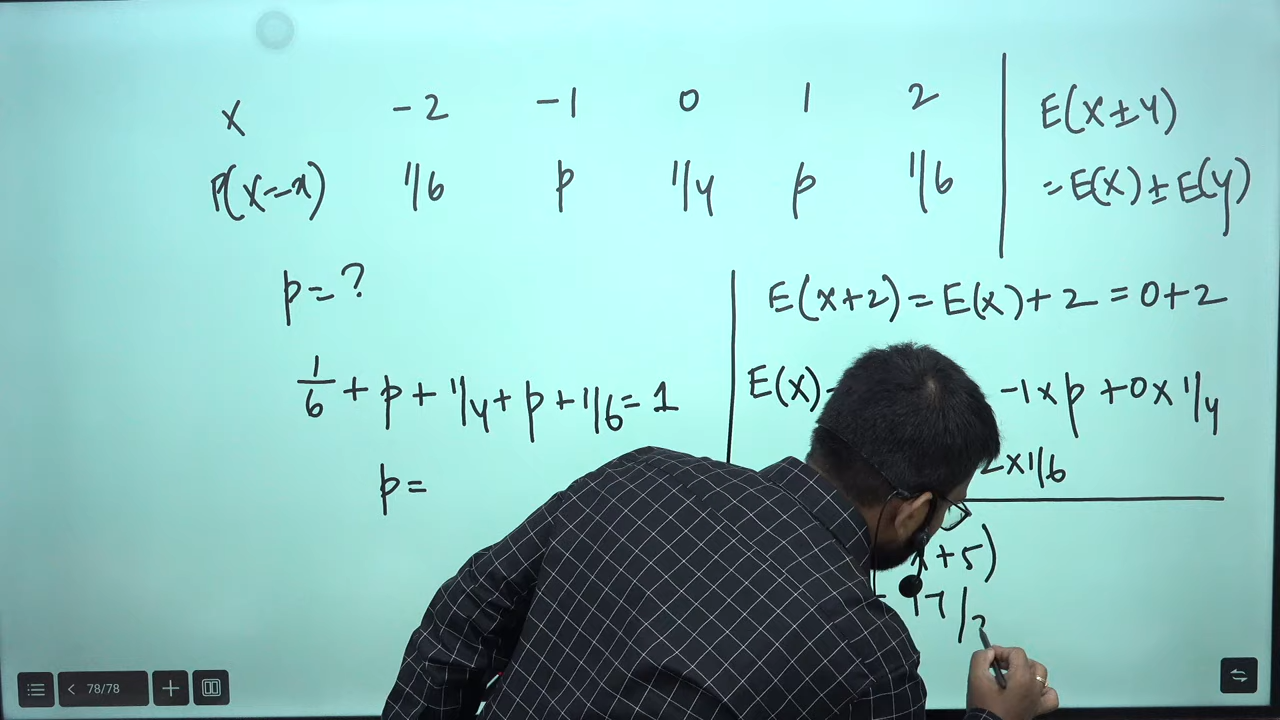 X -2 -1 0 1 2
P(X=x) 1/6 p 1/4 p 1/6
E(X±Y)
=E(X)±E(Y)
p=?
1/6 + p + 1/4 + p + 1/6 = 1
p=
E(X+2) = E(X)+2 = 0+2
E(X) -1×p +0×1/4
2×1/6
+5)
17/
78/78